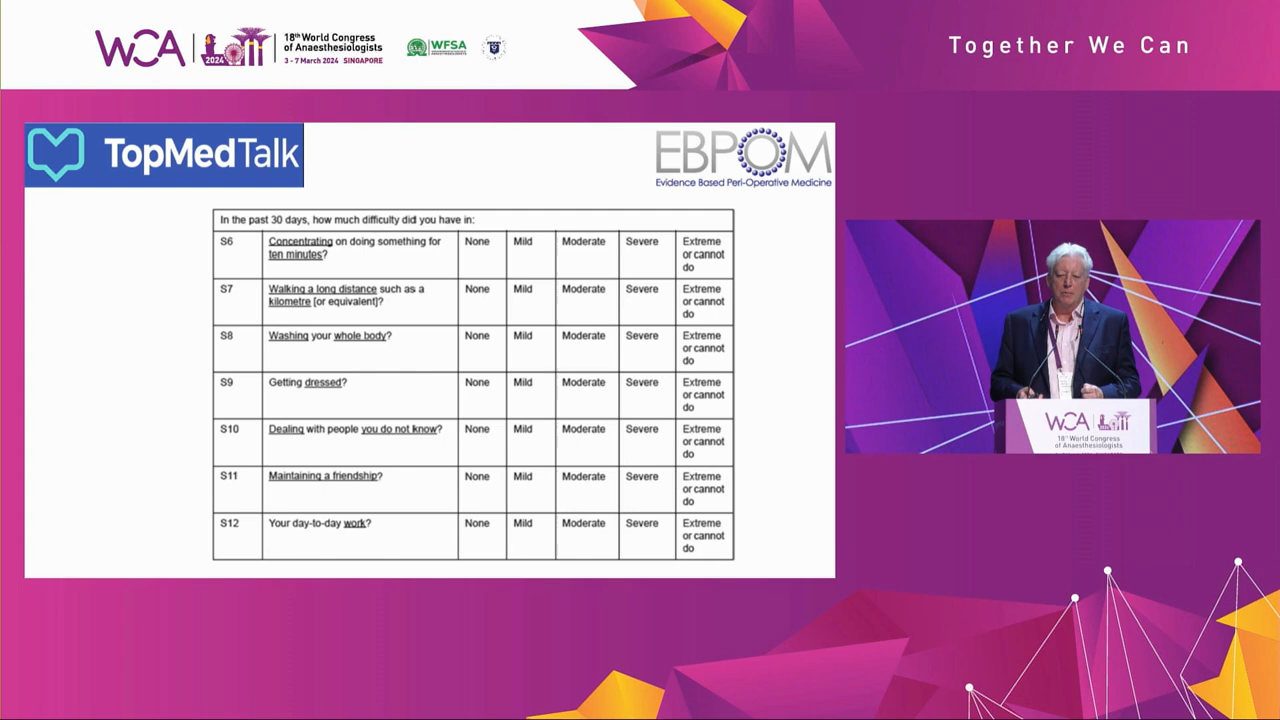 WCA
2024
18th World Congress
of Anaesthesiologists
3 - 7 March 2024 SINGAPORE
WFSA
Together We Can
TopMedTalk
EBPOM
Evidence Based Peri-Operative Medicine
In the past 30 days, how much difficulty did you have in:
S6 Concentrating on doing something for ten minutes? None Mild Moderate Severe Extreme or cannot do
S7 Walking a long distance such as a kilometre [or equivalent]? None Mild Moderate Severe Extreme or cannot do
S8 Washing your whole body? None Mild Moderate Severe Extreme or cannot do
S9 Getting dressed? None Mild Moderate Severe Extreme or cannot do
S10 Dealing with people you do not know? None Mild Moderate Severe Extreme or cannot do
S11 Maintaining a friendship? None Mild Moderate Severe Extreme or cannot do
S12 Your day-to-day work? None Mild Moderate Severe Extreme or cannot do
WCA
18th World Congress
of Anaesthesiologists